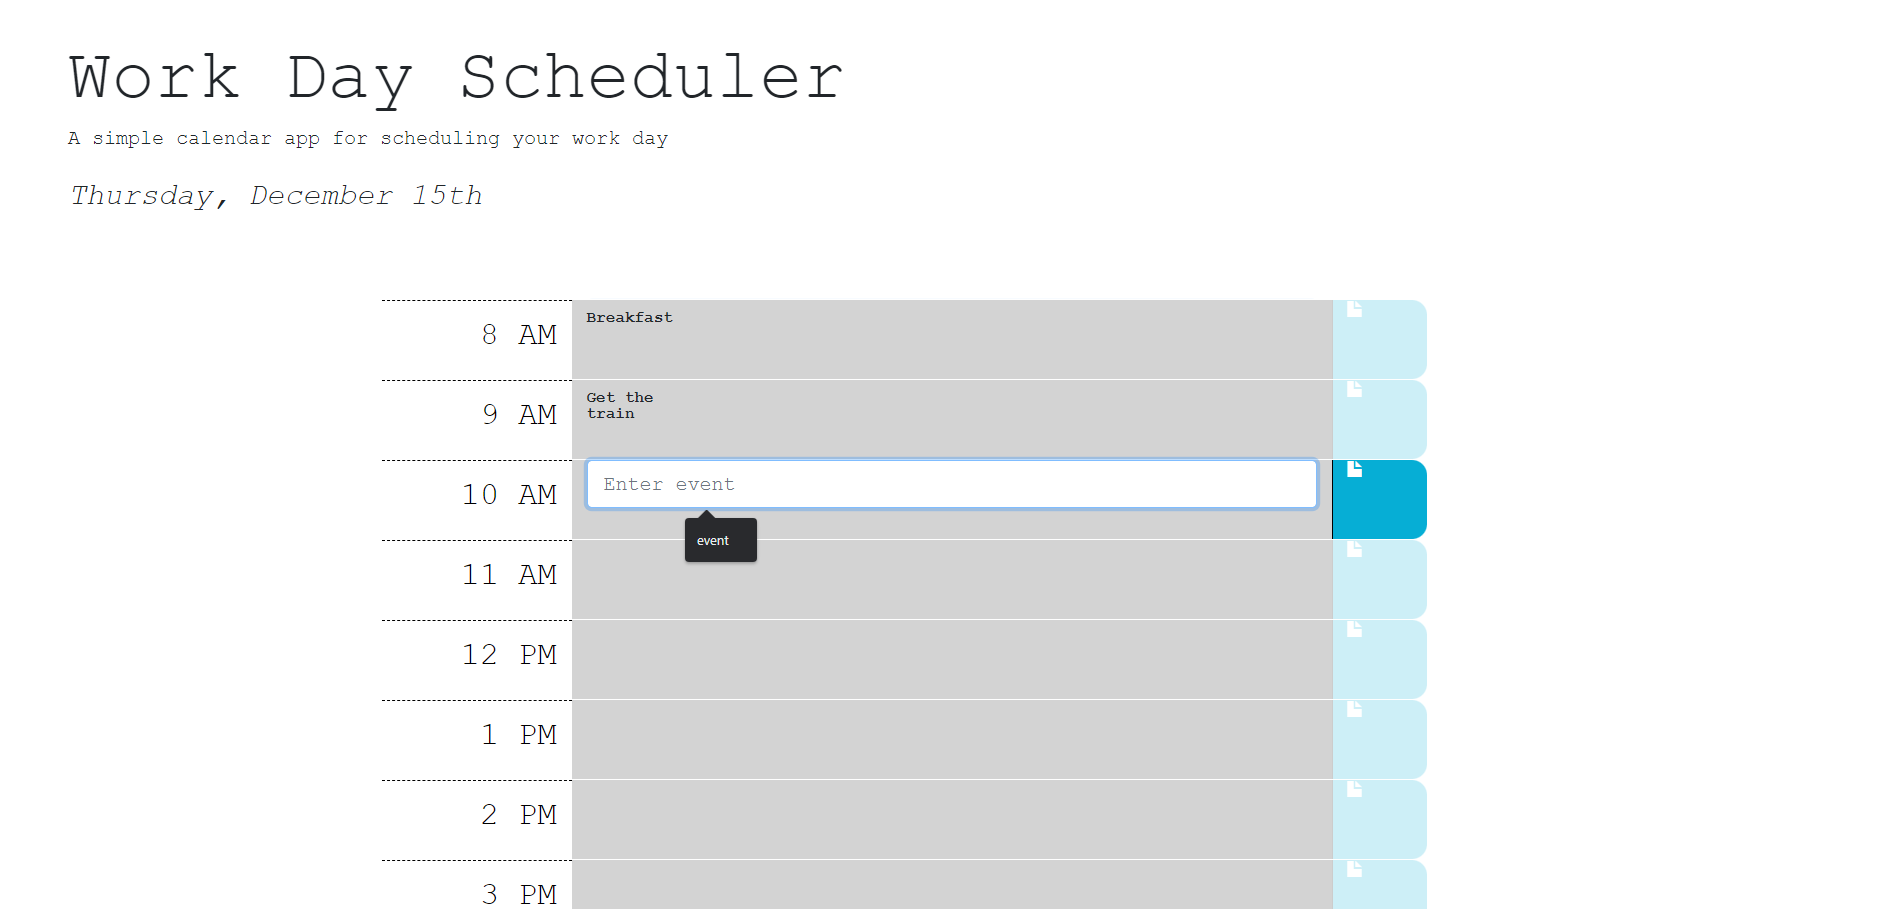 Work Day Scheduler
A simple calendar app for scheduling your work day
Thursday, December 15th
8 AM
Breakfast
9 AM
Get the
train
10 AM
Enter event
event
11 AM
12 PM
1 PM
2 PM
3 PM